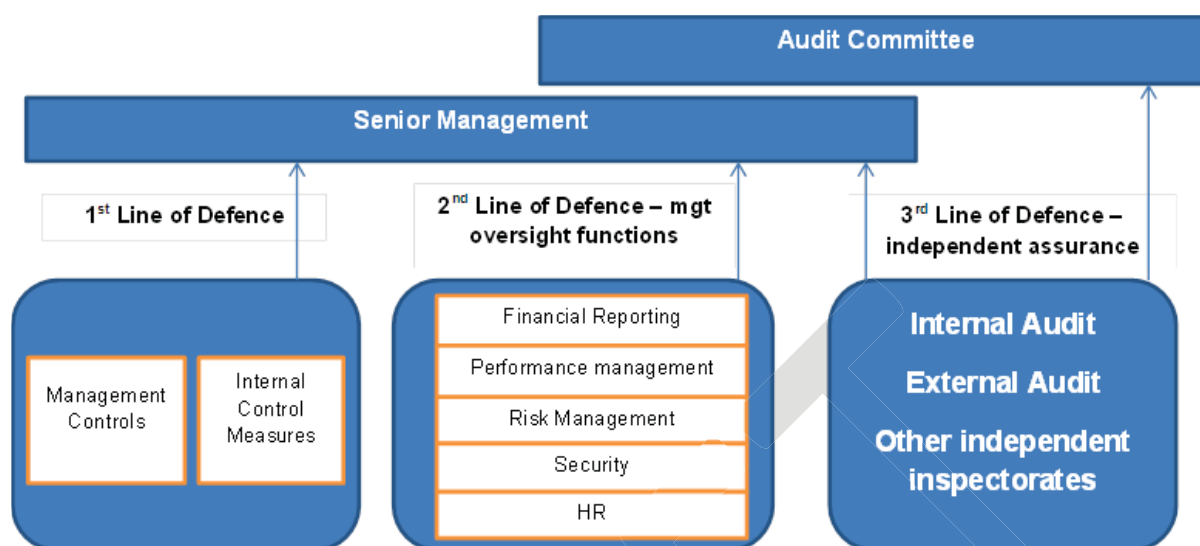 Audit Committee
Senior Management
1st Line of Defence
2nd Line of Defence – mgt
oversight functions
3rd Line of Defence –
independent assurance
Management
Controls
Internal
Control
Measures
Financial Reporting
Performance management
Risk Management
Security
HR
Internal Audit
External Audit
Other independent
inspectorates